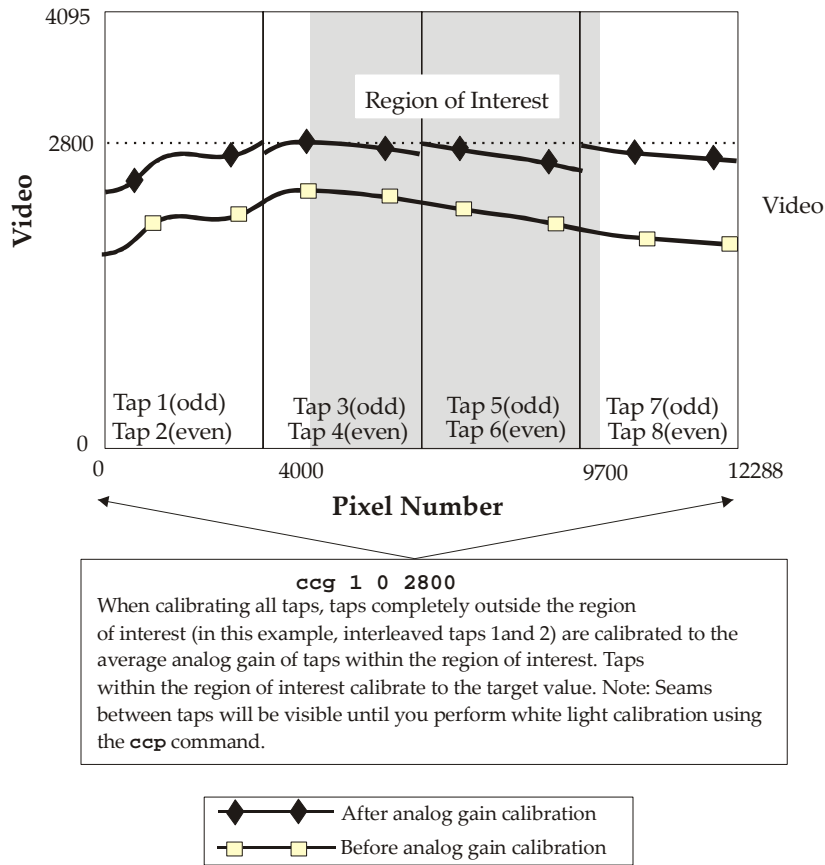 4095
Region of Interest
2800
Video
Video
Tap 1(odd)
Tap 2(even)
Tap 3(odd)
Tap 4(even)
Tap 5(odd)
Tap 6(even)
Tap 7(odd)
Tap 8(even)
0
0
4000
9700
12288
Pixel Number
ccg 1 0 2800
When calibrating all taps, taps completely outside the region
of interest (in this example, interleaved taps 1and 2) are calibrated to the
average analog gain of taps within the region of interest. Taps
within the region of interest calibrate to the target value. Note: Seams
between taps will be visible until you perform white light calibration using
the ccp command.
After analog gain calibration
Before analog gain calibration